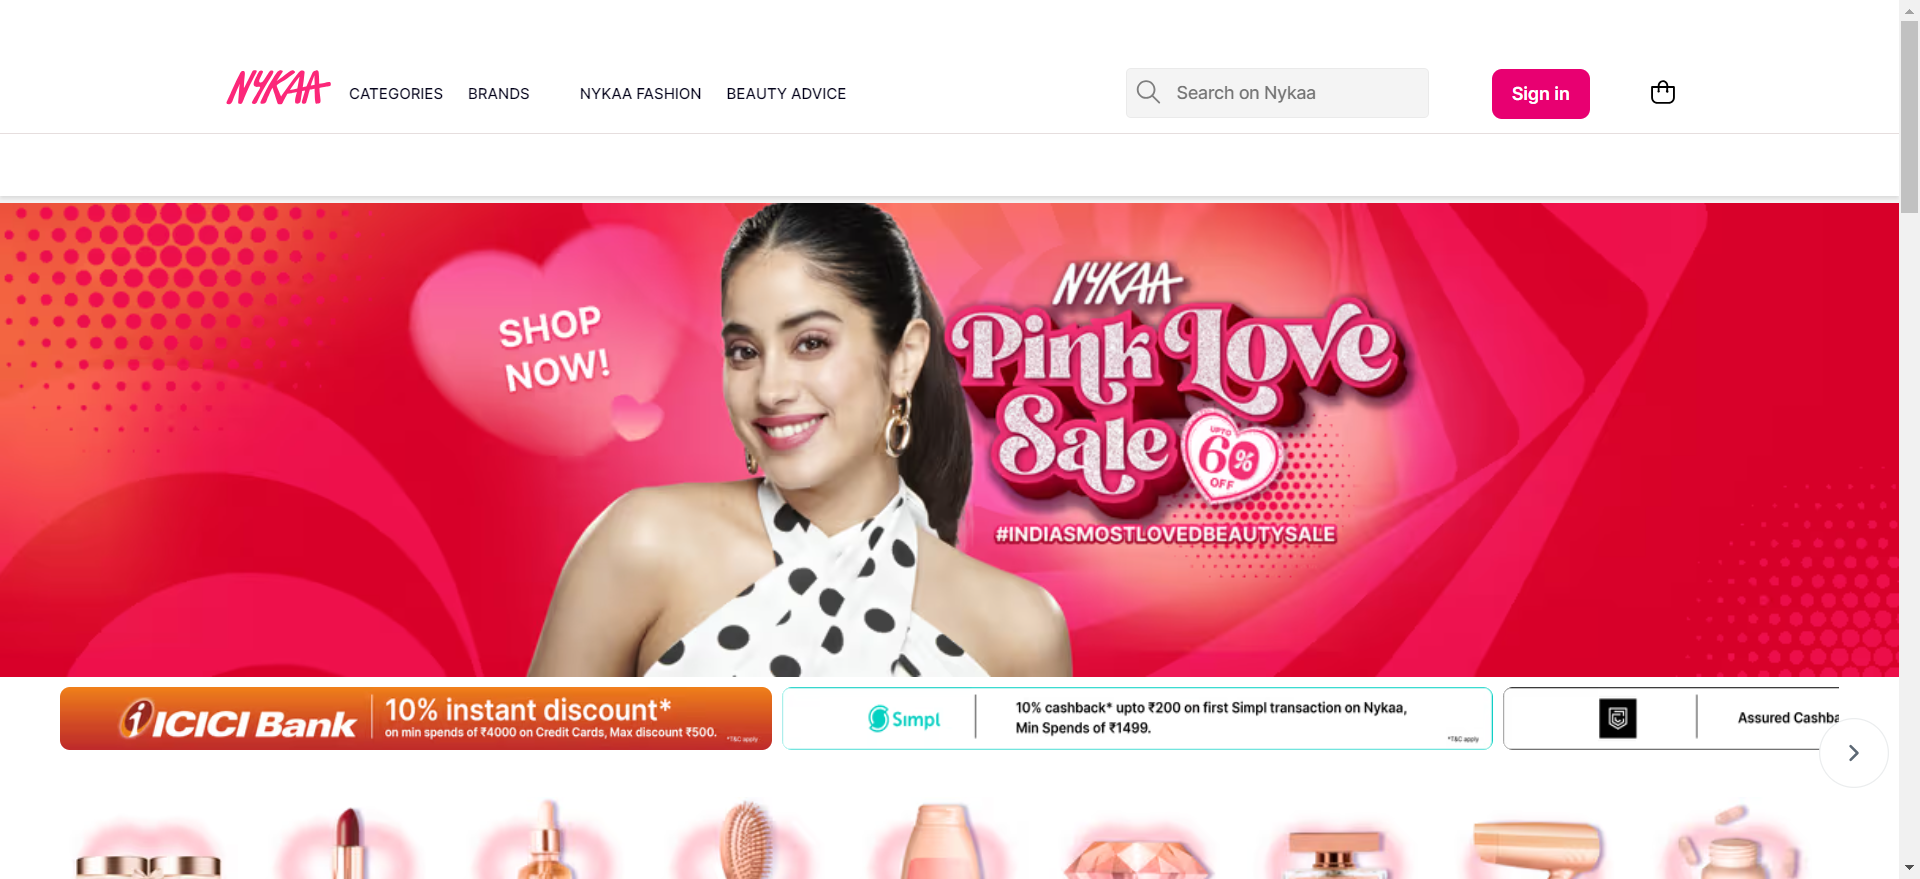 NYKAA CATEGORIES BRANDS NYKAA FASHION BEAUTY ADVICE Search on Nykaa Sign in
SHOP
NOW!
NYKAA
Pink Love
Sale
UPTO
60%
OFF
#INDIASMOSTLOVEDBEAUTYSALE
ICICI Bank
10% instant discount*
on min spends of ₹4000 on Credit Cards, Max discount ₹500.
*T&C apply
Simpl
10% cashback* upto ₹200 on first Simpl transaction on Nykaa,
Min Spends of ₹1499.
*T&C apply
Assured Cashba